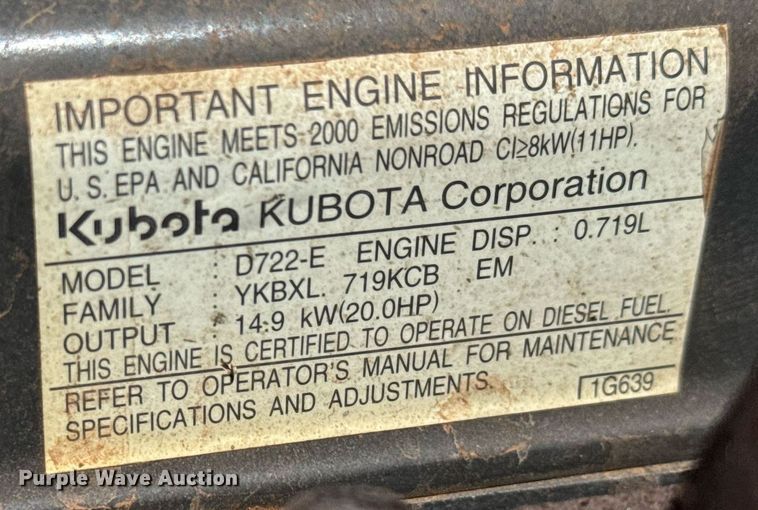 IMPORTANT ENGINE INFORMATION
THIS ENGINE MEETS 2000 EMISSIONS REGULATIONS FOR
U.S. EPA AND CALIFORNIA NONROAD CI≥8kW(11HP).
Kubota KUBOTA Corporation
MODEL : D722-E ENGINE DISP. : 0.719L
FAMILY : YKBXL. 719KCB EM
OUTPUT : 14.9 kW(20.0HP)
THIS ENGINE IS CERTIFIED TO OPERATE ON DIESEL FUEL.
REFER TO OPERATOR'S MANUAL FOR MAINTENANCE
SPECIFICATIONS AND ADJUSTMENTS.
1G639
Purple Wave Auction